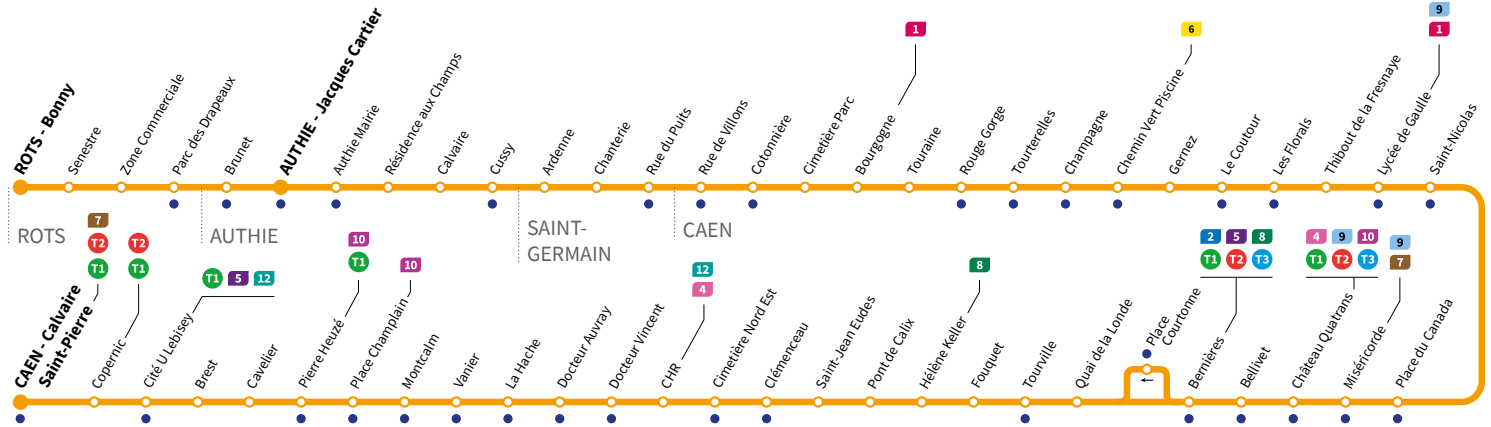 9
1
6
1
ROTS - Bonny
Senestre
Zone Commerciale
Parc des Drapeaux
Brunet
AUTHIE - Jacques Cartier
Authie Mairie
Résidence aux Champs
Calvaire
Cussy
Ardenne
Chanterie
Rue du Puits
Rue de Villons
Cotonnière
Cimetière Parc
Bourgogne
Touraine
Rouge Gorge
Tourterelles
Champagne
Chemin Vert Piscine
Gernez
Le Coutour
Les Florals
Thibout de la Fresnaye
Lycée de Gaulle
Saint-Nicolas
ROTS
AUTHIE
SAINT-
GERMAIN
CAEN
7
T2
T1
T2
T1
T1 5 12
10
T1
10
12
4
8
2 5 8
T1 T2 T3
4 9 10
T1 T2 T3
9
7
CAEN - Calvaire
Saint-Pierre
Copernic
Cité U Lebisey
Brest
Cavelier
Pierre Heuzé
Place Champlain
Montcalm
Vanier
La Hache
Docteur Auvray
Docteur Vincent
CHR
Cimetière Nord Est
Clémenceau
Saint-Jean Eudes
Pont de Calix
Hélène Keller
Fouquet
Tourville
Quai de la Londe
Place
Courtonne
Bernières
Bellivet
Château Quatrans
Miséricorde
Place du Canada